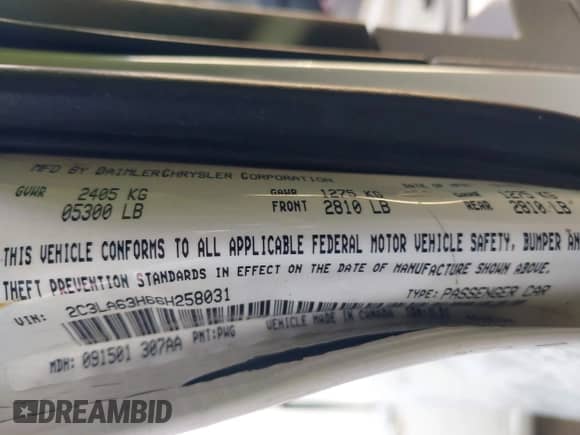 MFD BY DAIMLERCHRYSLER CORPORATION
GVWR 2405 KG GAWR 1275 KG GAWR 1275 KG
05300 LB FRONT 2810 LB REAR 2810 LB
THIS VEHICLE CONFORMS TO ALL APPLICABLE FEDERAL MOTOR VEHICLE SAFETY, BUMPER AN
THEFT PREVENTION STANDARDS IN EFFECT ON THE DATE OF MANUFACTURE SHOWN ABOVE.
VIN: 2C3LA63H66H258031 TYPE: PASSENGER CAR
MDH: 091501 307AA PNT:PWG VEHICLE MADE IN CANADA
DREAMBID